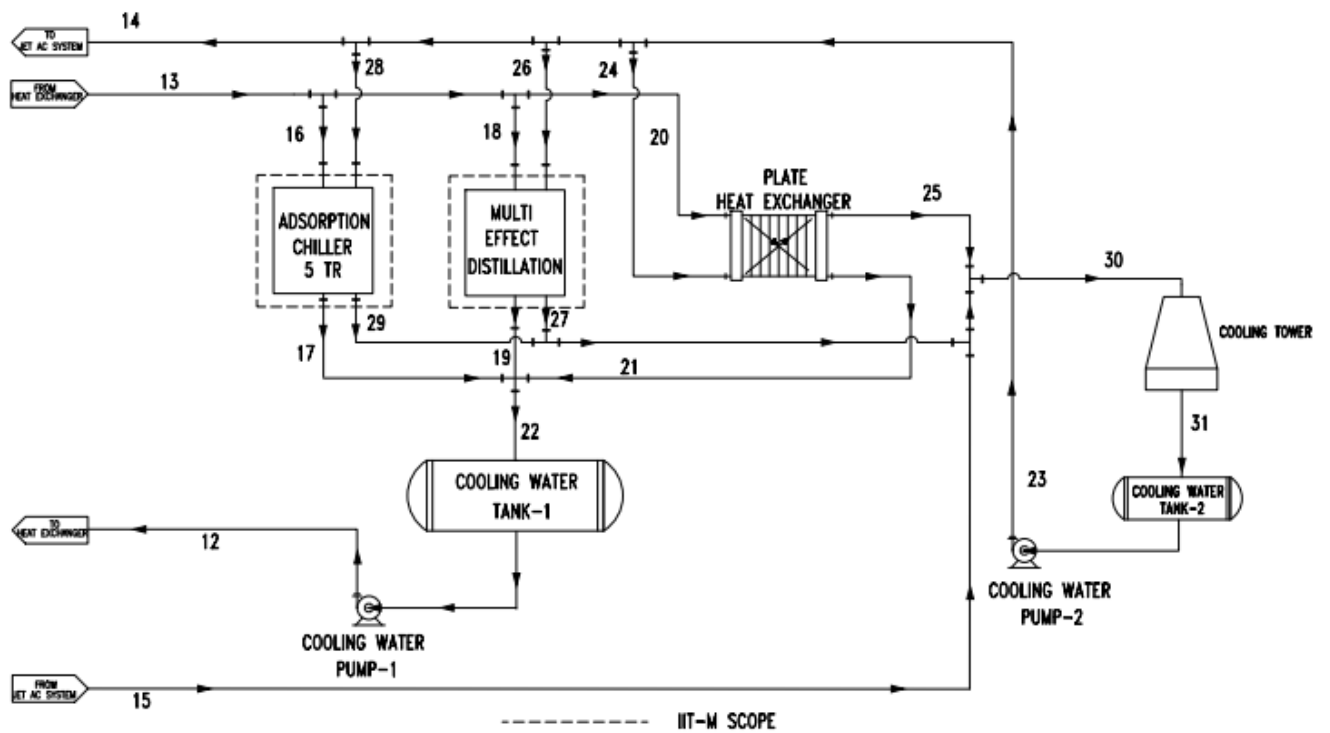 14
TO
JET AC SYSTEM
28
26
24
13
FROM
HEAT EXCHANGER
16
18
20
PLATE
HEAT EXCHANGER
25
ADSORPTION
CHILLER
5 TR
MULTI
EFFECT
DISTILLATION
30
COOLING TOWER
29
27
17
19
21
22
31
COOLING WATER
TANK-1
23
COOLING WATER
TANK-2
TO
HEAT EXCHANGER
12
COOLING WATER
PUMP-2
COOLING WATER
PUMP-1
FROM
JET AC SYSTEM
15
IIT-M SCOPE